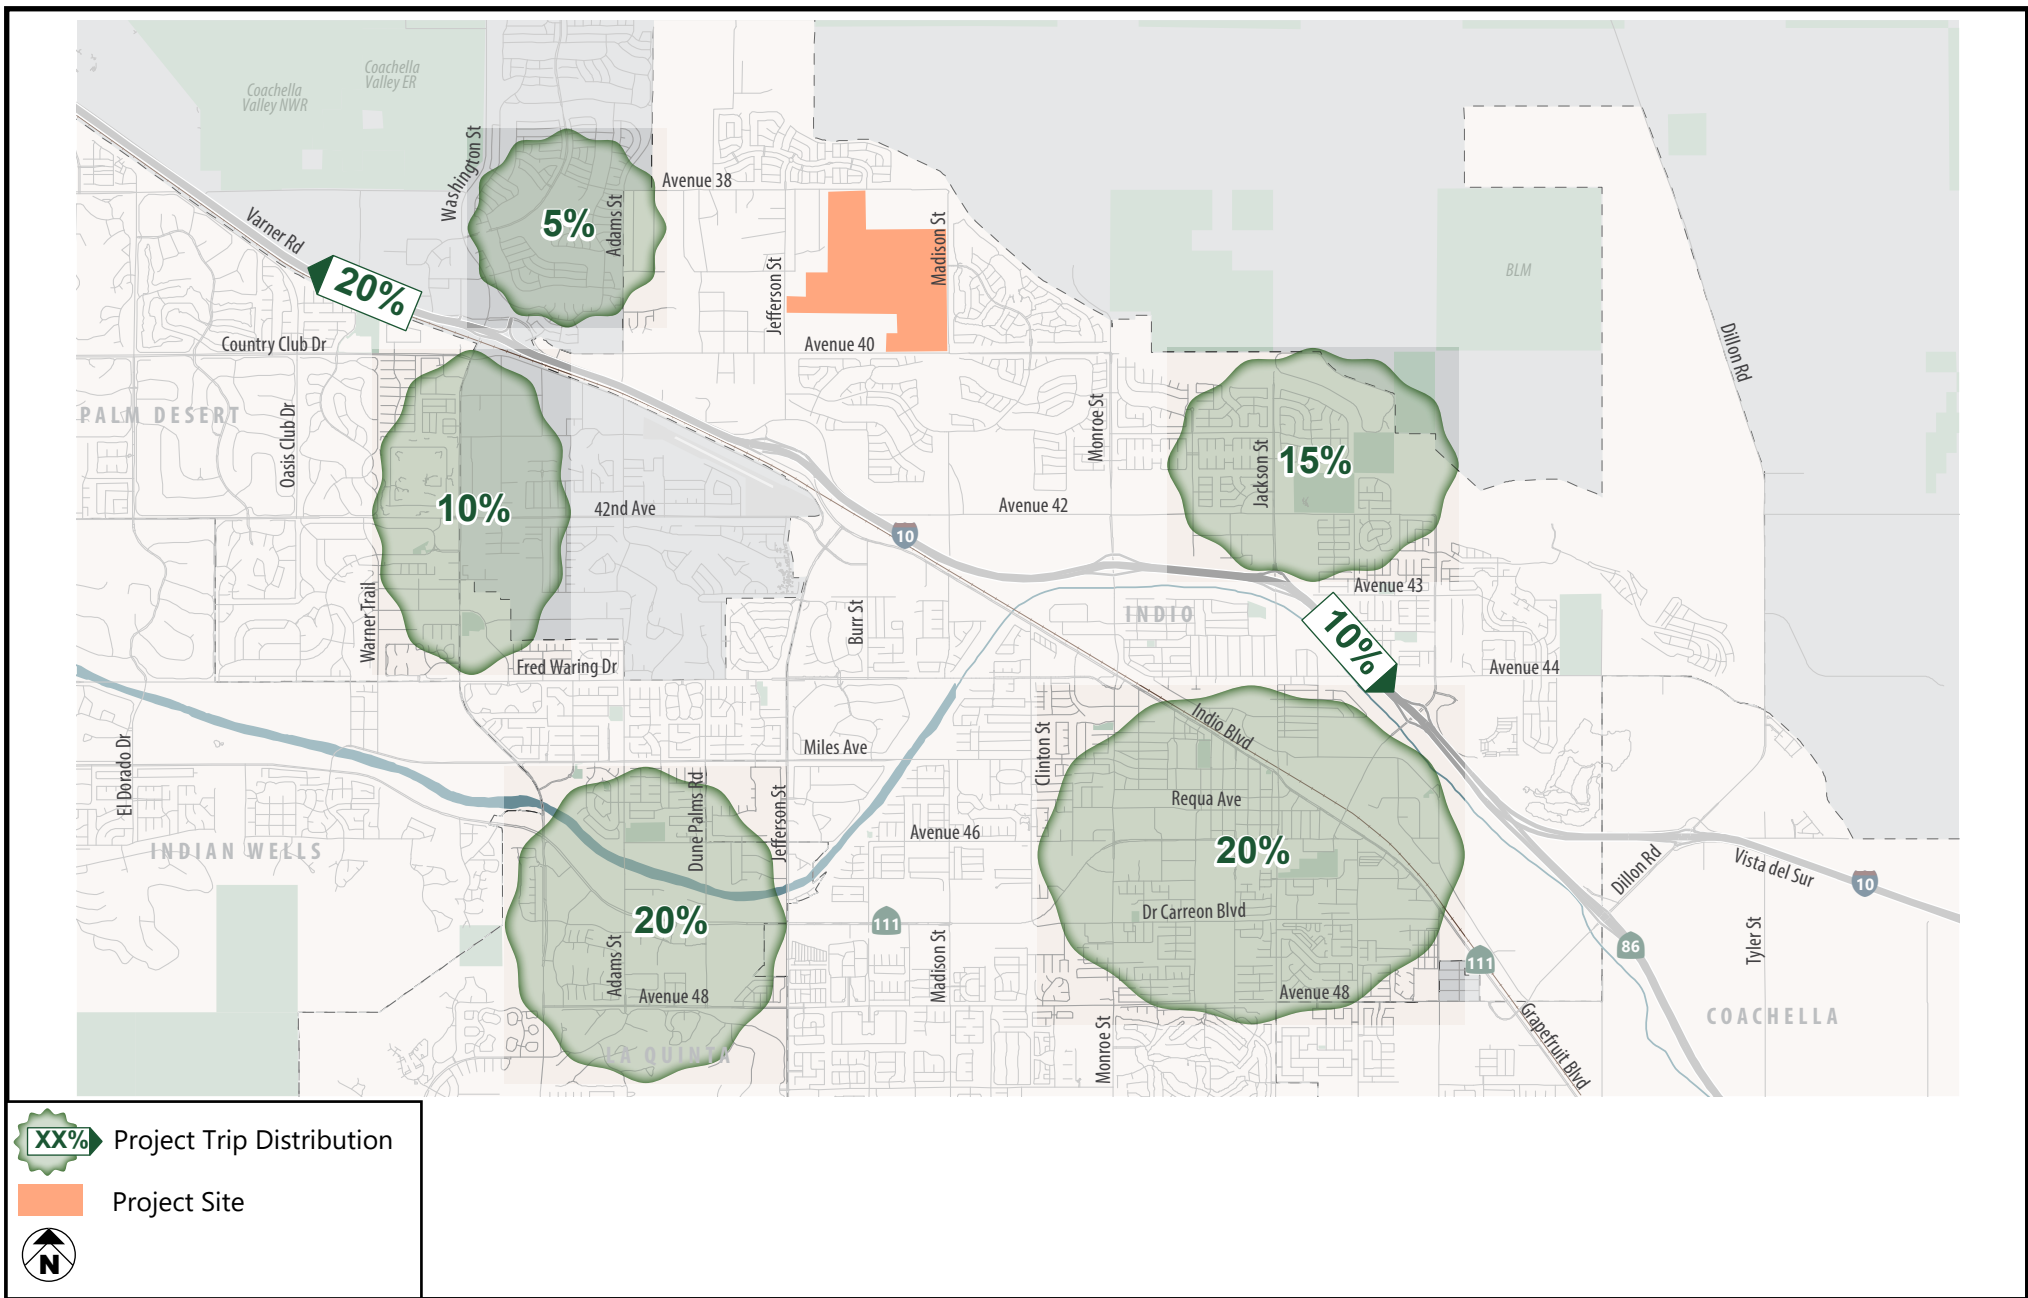 Coachella
Valley ER
Coachella
Valley NWR
Washington St
Avenue 38
Adams St
5%
Madison St
Varner Rd
20%
Jefferson St
BLM
Country Club Dr
Avenue 40
Dillon Rd
PALM DESERT
Oasis Club Dr
Monroe St
Jackson St
15%
10%
42nd Ave
Avenue 42
10
Avenue 43
Warner Trail
Burr St
INDIO
10%
Fred Waring Dr
Avenue 44
Indio Blvd
El Dorado Dr
Miles Ave
Clinton St
Dune Palms Rd
Jefferson St
Requa Ave
Avenue 46
INDIAN WELLS
20%
Dillon Rd
Vista del Sur
10
20%
111
Dr Carreon Blvd
Adams St
Madison St
111
86
Tyler St
Avenue 48
Avenue 48
LA QUINTA
Monroe St
Grapefruit Blvd
COACHELLA
XX%
Project Trip Distribution
Project Site
N